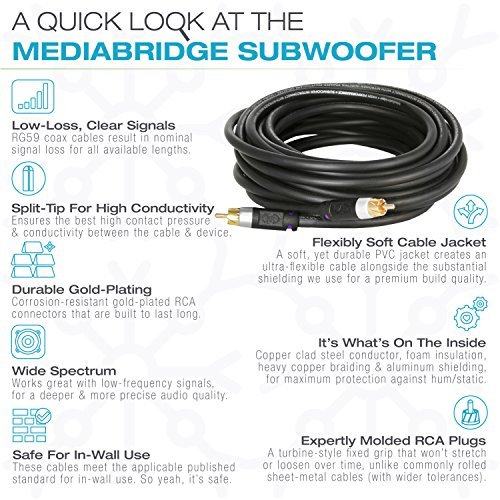 A QUICK LOOK AT THE
MEDIABRIDGE SUBWOOFER
Low-Loss, Clear Signals
RG59 coax cables result in nominal
signal loss for all available lengths.
Split-Tip For High Conductivity
Ensures the best high contact pressure
& conductivity between the cable & device.
Durable Gold-Plating
Corrosion-resistant gold-plated RCA
connectors that are built to last long.
Wide Spectrum
Works great with low-frequency signals,
for a deeper & more precise audio quality.
Safe For In-Wall Use
These cables meet the applicable published
standard for in-wall use. So yeah, it's safe.
Flexibly Soft Cable Jacket
A soft, yet durable PVC jacket creates an
ultra-flexible cable alongside the substantial
shielding we use for a premium build quality.
It's What's On The Inside
Copper clad steel conductor, foam insulation,
heavy copper braiding & aluminum shielding,
for maximum protection against hum/static.
Expertly Molded RCA Plugs
A turbine-style fixed grip that won't stretch
or loosen over time, unlike commonly rolled
sheet-metal cables (with wider tolerances).